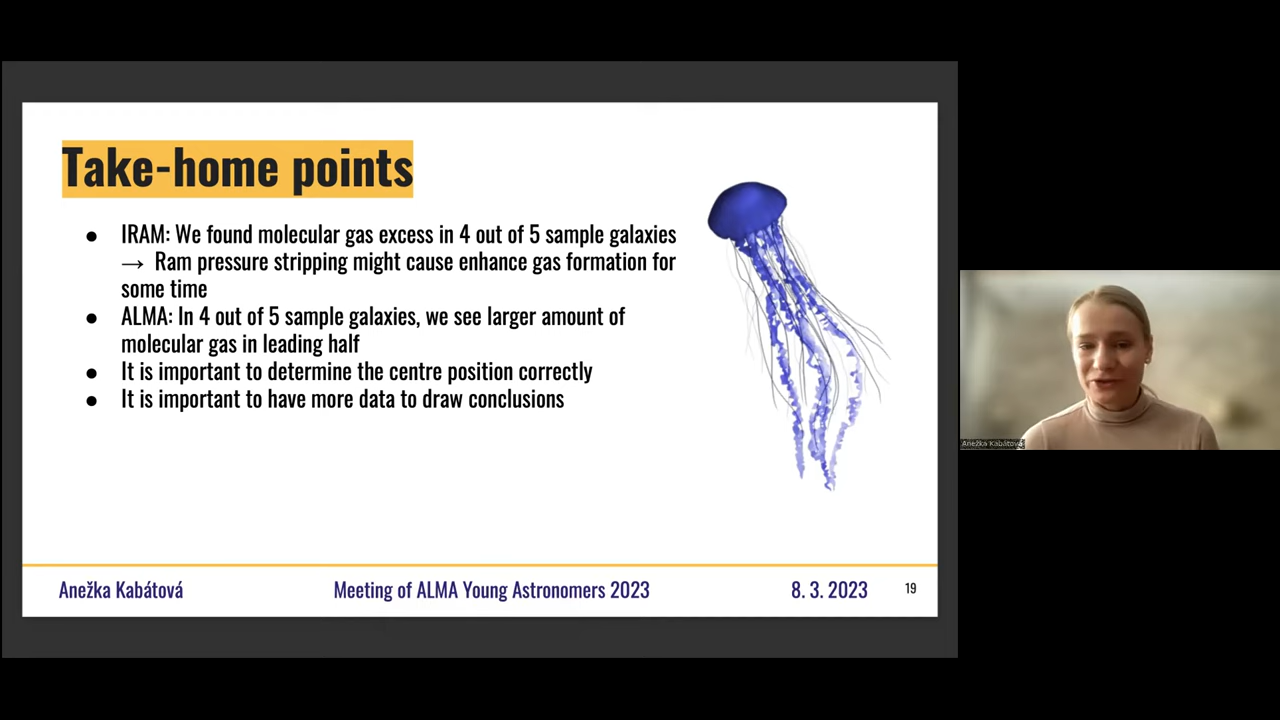 Take-home points
● IRAM: We found molecular gas excess in 4 out of 5 sample galaxies
→ Ram pressure stripping might cause enhance gas formation for
some time
● ALMA: In 4 out of 5 sample galaxies, we see larger amount of
molecular gas in leading half
● It is important to determine the centre position correctly
● It is important to have more data to draw conclusions
Anežka Kabátová
Meeting of ALMA Young Astronomers 2023
8. 3. 2023
19
Anežka Kabátová